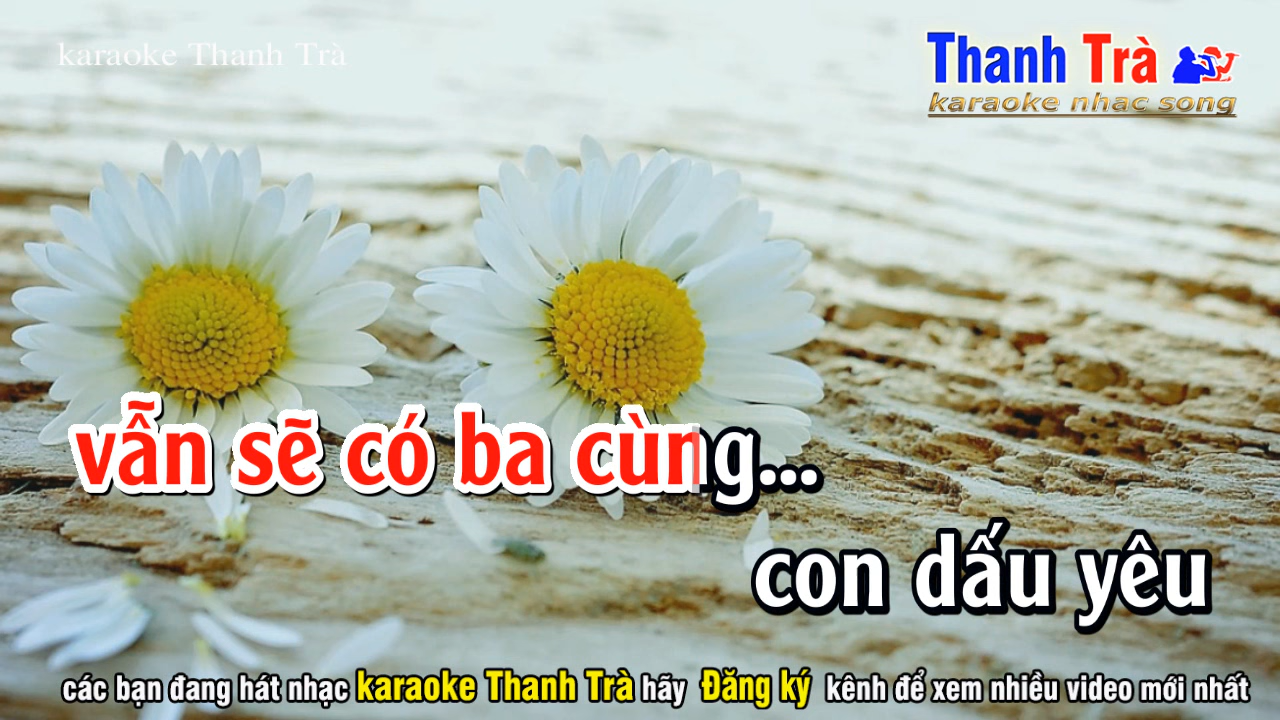 karaoke Thanh Trà
Thanh Trà
karaoke nhac song
vẫn sẽ có ba cùng...
con dấu yêu
các bạn đang hát nhạc karaoke Thanh Trà hãy Đăng ký kênh để xem nhiều video mới nhất